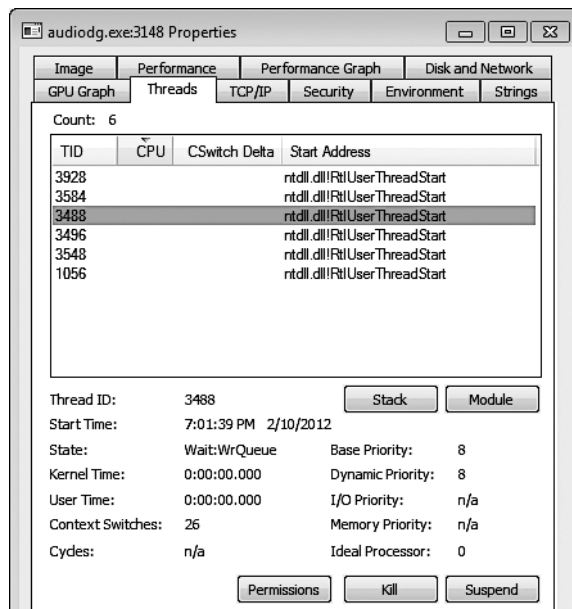 audiodg.exe:3148 Properties
Image Performance Performance Graph Disk and Network
GPU Graph Threads TCP/IP Security Environment Strings
Count: 6
TID CPU CSwitch Delta Start Address
3928 ntdll.dll!RtlUserThreadStart
3584 ntdll.dll!RtlUserThreadStart
3488 ntdll.dll!RtlUserThreadStart
3496 ntdll.dll!RtlUserThreadStart
3548 ntdll.dll!RtlUserThreadStart
1056 ntdll.dll!RtlUserThreadStart
Thread ID: 3488 Stack Module
Start Time: 7:01:39 PM 2/10/2012
State: Wait:WrQueue Base Priority: 8
Kernel Time: 0:00:00.000 Dynamic Priority: 8
User Time: 0:00:00.000 I/O Priority: n/a
Context Switches: 26 Memory Priority: n/a
Cycles: n/a Ideal Processor: 0
Permissions Kill Suspend